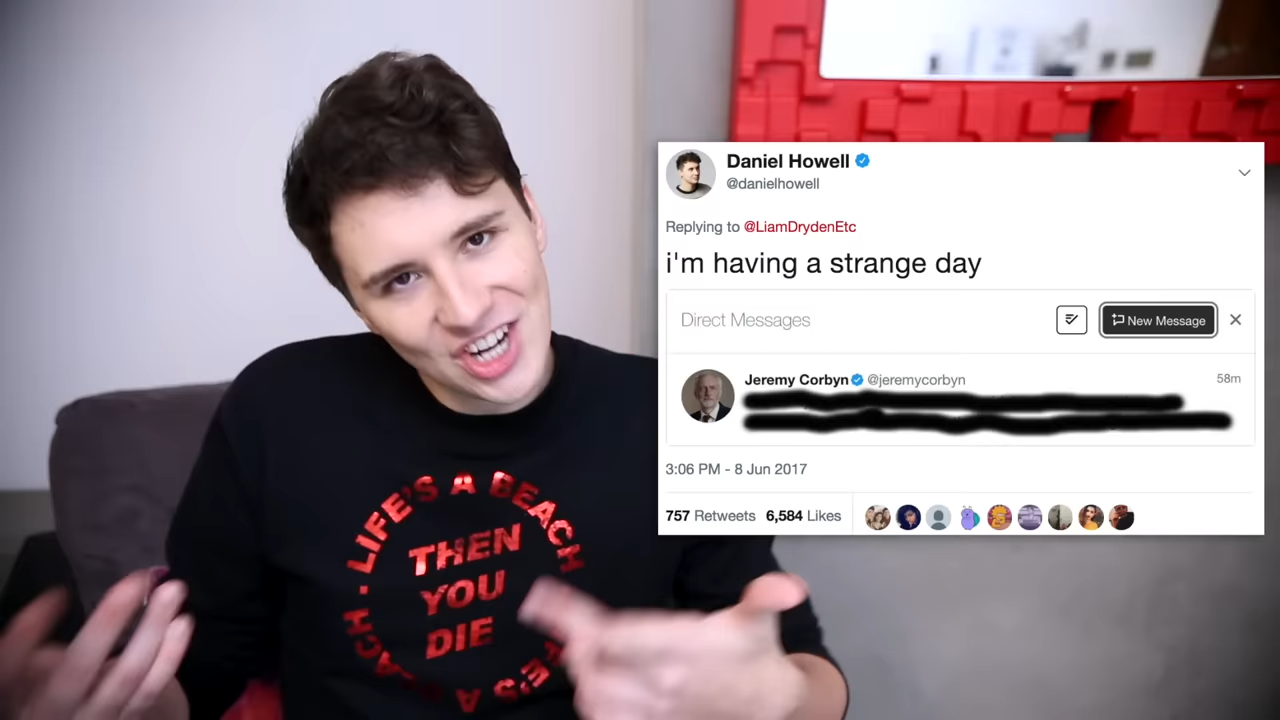 LIFE'S A BEACH
THEN
YOU
DIE
Daniel Howell
@danielhowell
Replying to @LiamDrydenEtc
i'm having a strange day
Direct Messages
New Message
Jeremy Corbyn @jeremycorbyn
58m
3:06 PM - 8 Jun 2017
757 Retweets 6,584 Likes